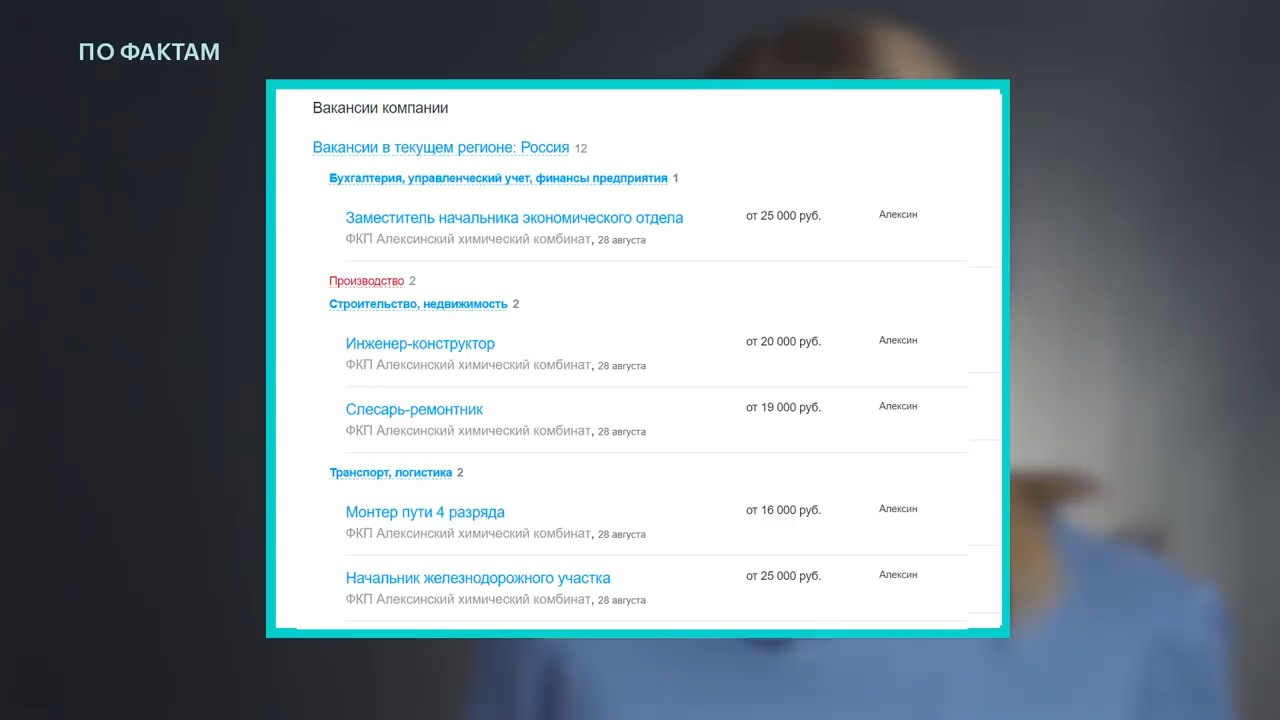 ПО ФАКТАМ
Вакансии компании
Вакансии в текущем регионе: Россия 12
Бухгалтерия, управленческий учет, финансы предприятия 1
Заместитель начальника экономического отдела от 25 000 руб. Алексин
ФКП Алексинский химический комбинат, 28 августа
Производство 2
Строительство, недвижимость 2
Инженер-конструктор от 20 000 руб. Алексин
ФКП Алексинский химический комбинат, 28 августа
Слесарь-ремонтник от 19 000 руб. Алексин
ФКП Алексинский химический комбинат, 28 августа
Транспорт, логистика 2
Монтер пути 4 разряда от 16 000 руб. Алексин
ФКП Алексинский химический комбинат, 28 августа
Начальник железнодорожного участка от 25 000 руб. Алексин
ФКП Алексинский химический комбинат, 28 августа